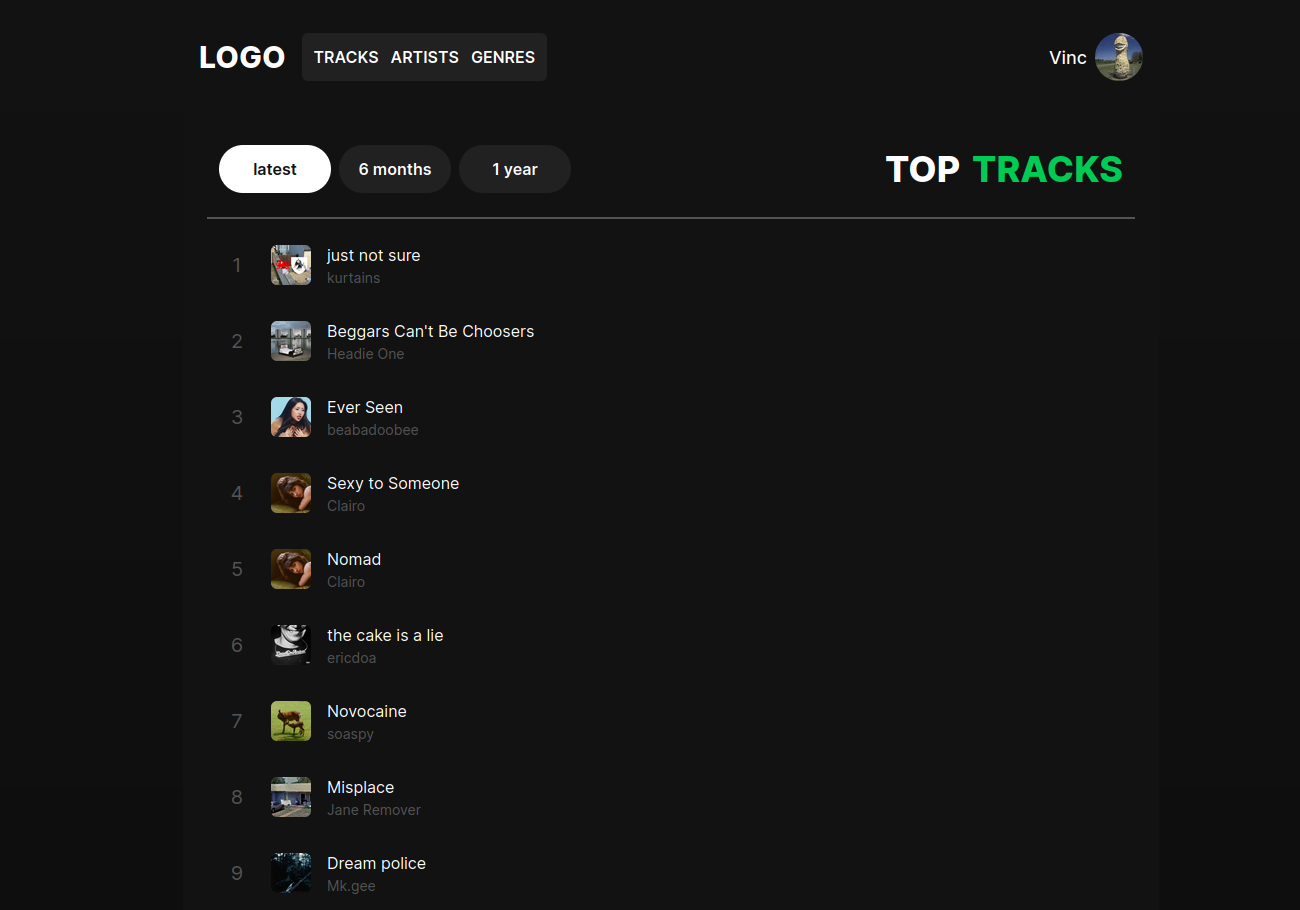 LOGO TRACKS ARTISTS GENRES Vinc
latest 6 months 1 year TOP TRACKS
1 just not sure
kurtains
2 Beggars Can't Be Choosers
Headie One
3 Ever Seen
beabadoobee
4 Sexy to Someone
Clairo
5 Nomad
Clairo
6 the cake is a lie
ericdoa
7 Novocaine
soaspy
8 Misplace
Jane Remover
9 Dream police
Mk.gee